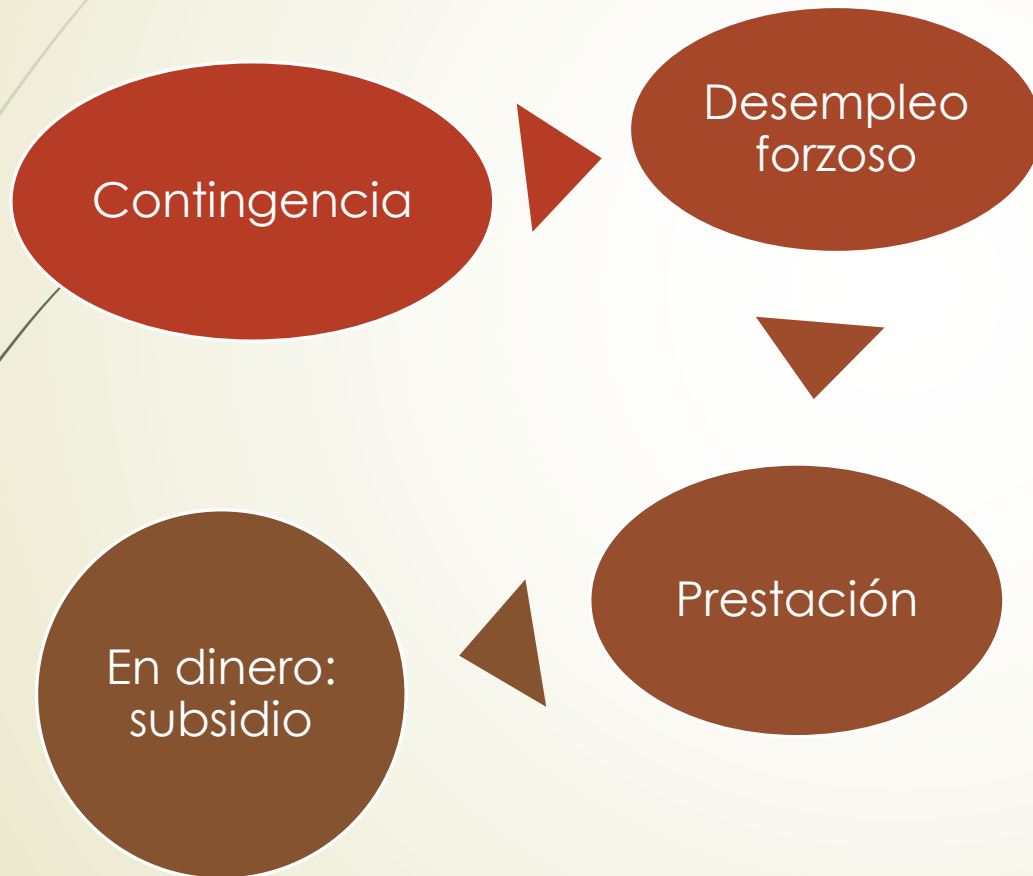 Contingencia
Desempleo
forzoso
Prestación
En dinero:
subsidio